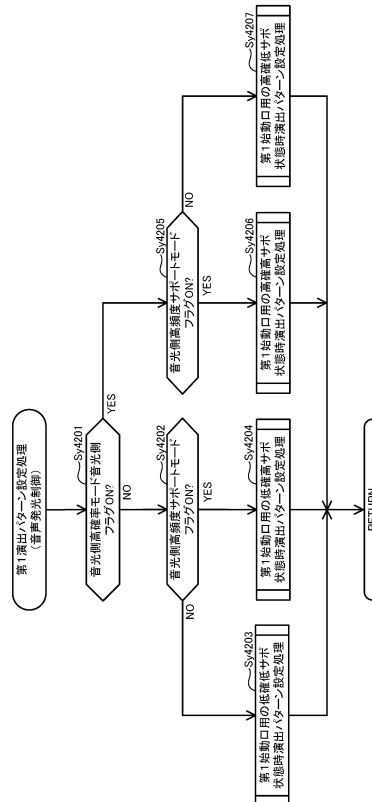 第1演出パターン設定処理
(音声発光制御)
Sy4201
音光側高確率モード音光側
フラグON?
YES
NO
Sy4202
音光側高頻度サポートモード
フラグON?
NO
YES
Sy4205
音光側高頻度サポートモード
フラグON?
NO
YES
Sy4203
第1始動口用の低確低サポ
状態時演出パターン設定処理
Sy4204
第1始動口用の低確高サポ
状態時演出パターン設定処理
Sy4206
第1始動口用の高確高サポ
状態時演出パターン設定処理
Sy4207
第1始動口用の高確低サポ
状態時演出パターン設定処理
RETURN